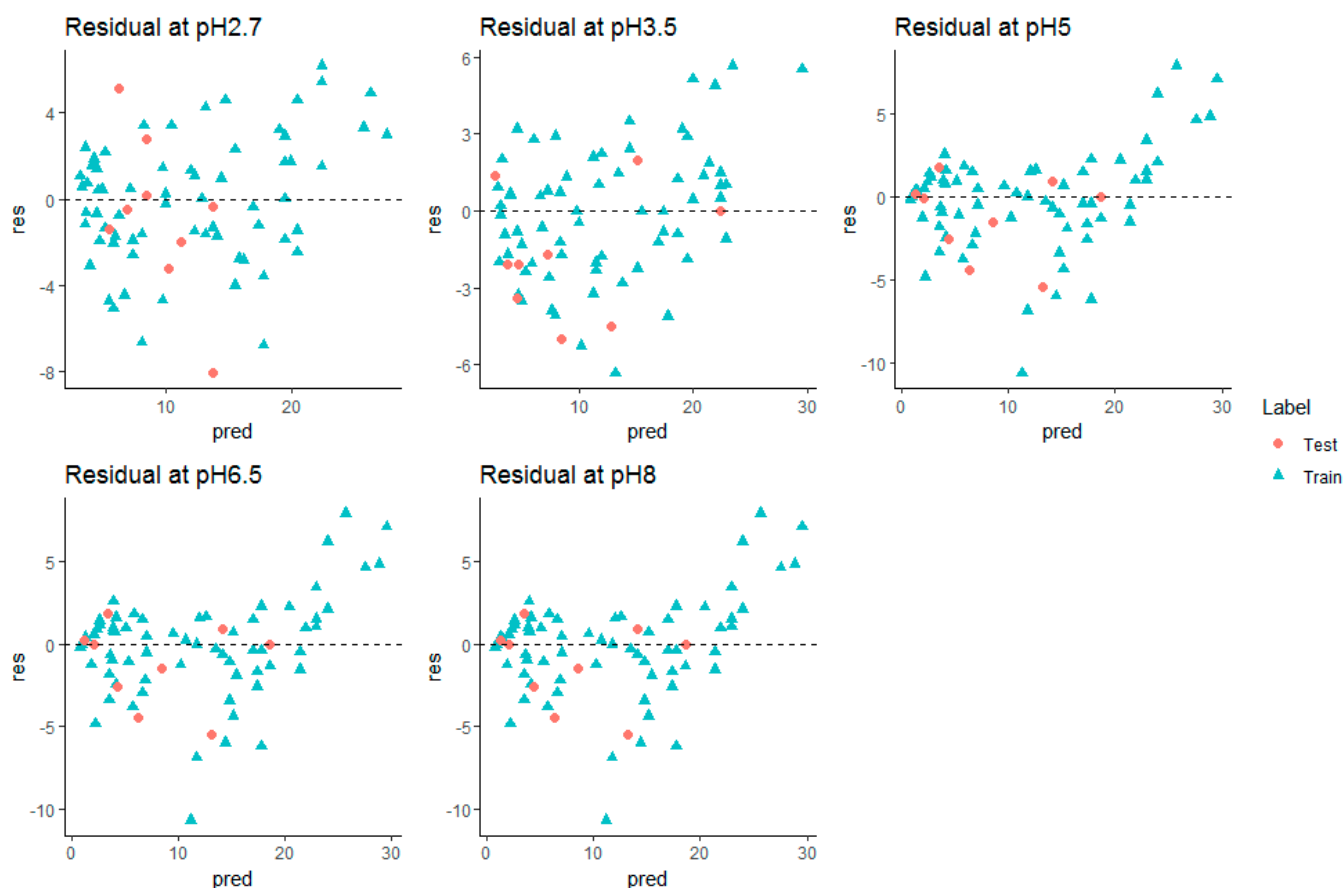 Residual at pH2.7
4
0
-4
-8
res
10
20
pred
Residual at pH3.5
6
3
0
-3
-6
res
10
20
30
pred
Residual at pH5
5
0
-5
-10
res
0
10
20
30
pred
Label
Test
Train
Residual at pH6.5
5
0
-5
-10
res
0
10
20
30
pred
Residual at pH8
5
0
-5
-10
res
0
10
20
30
pred